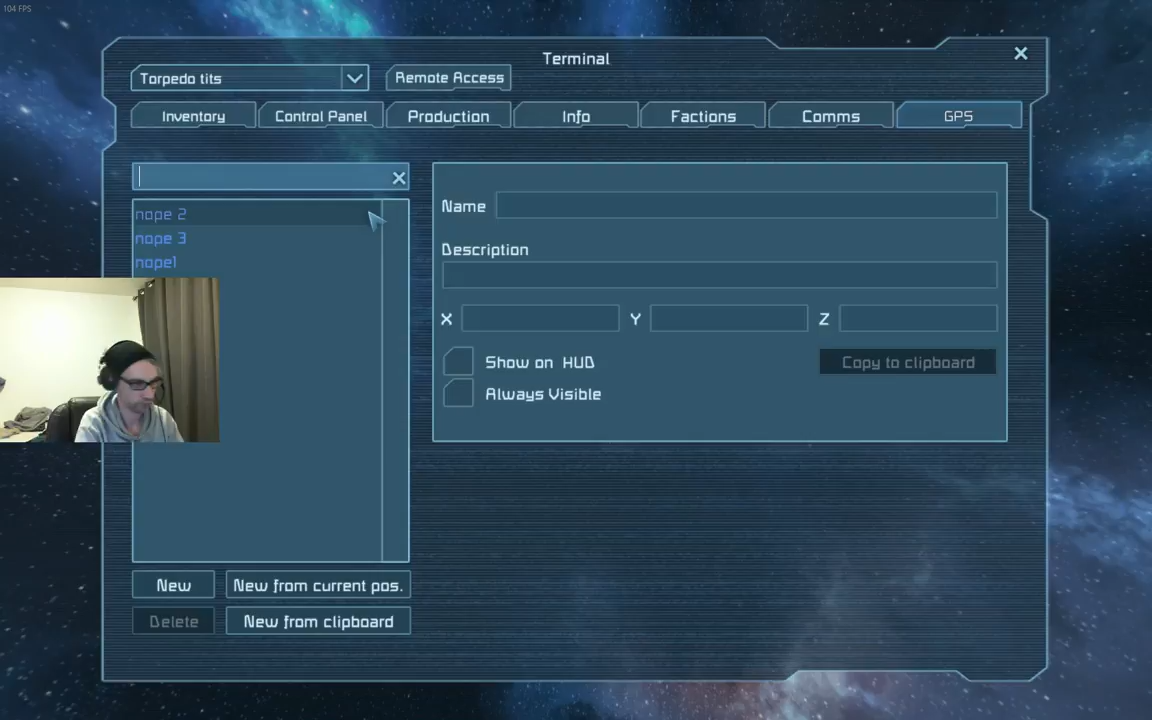 104 FPS
Terminal
Torpedo tits
Remote Access
Inventory
Control Panel
Production
Info
Factions
Comms
GPS
nope 2
nope 3
nope1
Name
Description
X
Y
Z
Show on HUD
Copy to clipboard
Always Visible
New
New from current pos.
Delete
New from clipboard